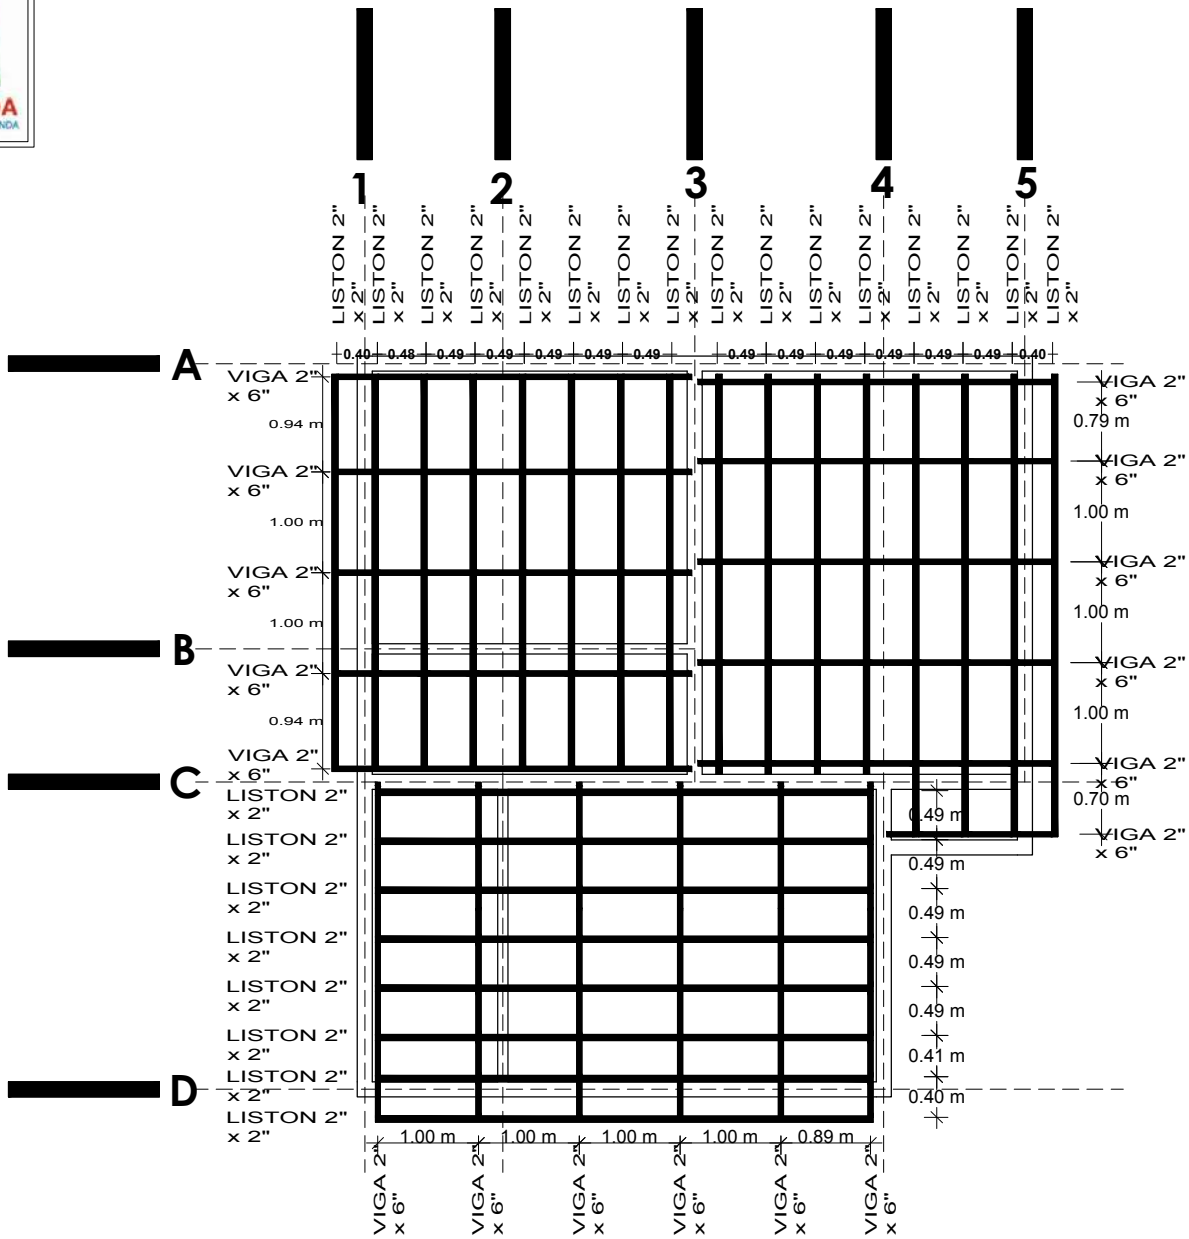 A
NDA
1
2
3
4
5
LISTON 2"
x 2"
LISTON 2"
x 2"
LISTON 2"
x 2"
LISTON 2"
x 2"
LISTON 2"
x 2"
LISTON 2"
x 2"
LISTON 2"
x 2"
LISTON 2"
x 2"
LISTON 2"
x 2"
LISTON 2"
x 2"
LISTON 2"
x 2"
LISTON 2"
x 2"
LISTON 2"
x 2"
LISTON 2"
x 2"
LISTON 2"
x 2"
LISTON 2"
x 2"
0.40 0.48 0.49 0.49 0.49 0.49 0.49 0.49 0.49 0.49 0.49 0.49 0.49 0.40
A
VIGA 2"
x 6"
0.94 m
VIGA 2"
x 6"
1.00 m
VIGA 2"
x 6"
1.00 m
B
VIGA 2"
x 6"
0.94 m
VIGA 2"
x 6"
VIGA 2"
x 6"
0.79 m
VIGA 2"
x 6"
1.00 m
VIGA 2"
x 6"
1.00 m
VIGA 2"
x 6"
1.00 m
VIGA 2"
x 6"
0.70 m
VIGA 2"
x 6"
C
LISTON 2"
x 2"
LISTON 2"
x 2"
LISTON 2"
x 2"
LISTON 2"
x 2"
LISTON 2"
x 2"
LISTON 2"
x 2"
LISTON 2"
x 2"
LISTON 2"
x 2"
D
0.49 m
0.49 m
0.49 m
0.49 m
0.49 m
0.41 m
0.40 m
1.00 m 1.00 m 1.00 m 1.00 m 0.89 m
VIGA 2"
x 6"
VIGA 2"
x 6"
VIGA 2"
x 6"
VIGA 2"
x 6"
VIGA 2"
x 6"
VIGA 2"
x 6"